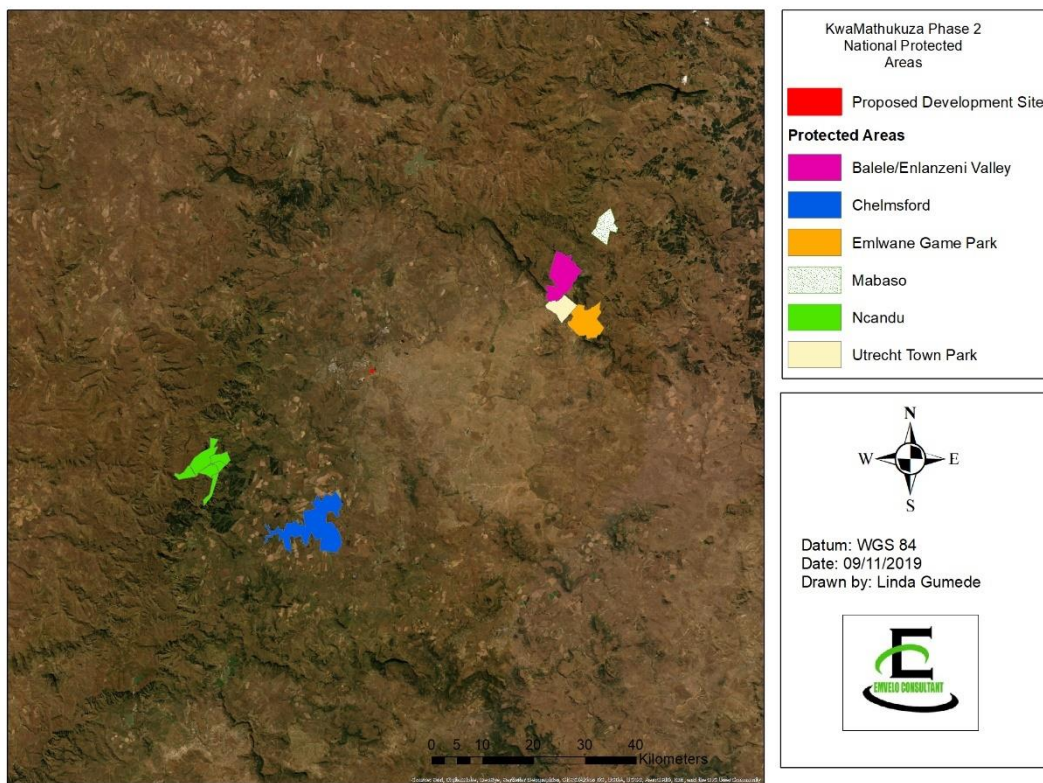 KwaMathukuza Phase 2
National Protected
Areas
Proposed Development Site
Protected Areas
Balele/Enlanzeni Valley
Chelmsford
Emlwane Game Park
Mabaso
Ncandu
Utrecht Town Park
N
W E
S
Datum: WGS 84
Date: 09/11/2019
Drawn by: Linda Gumede
E
EMVELO CONSULTANT
0 5 10 20 30 40
Kilometers